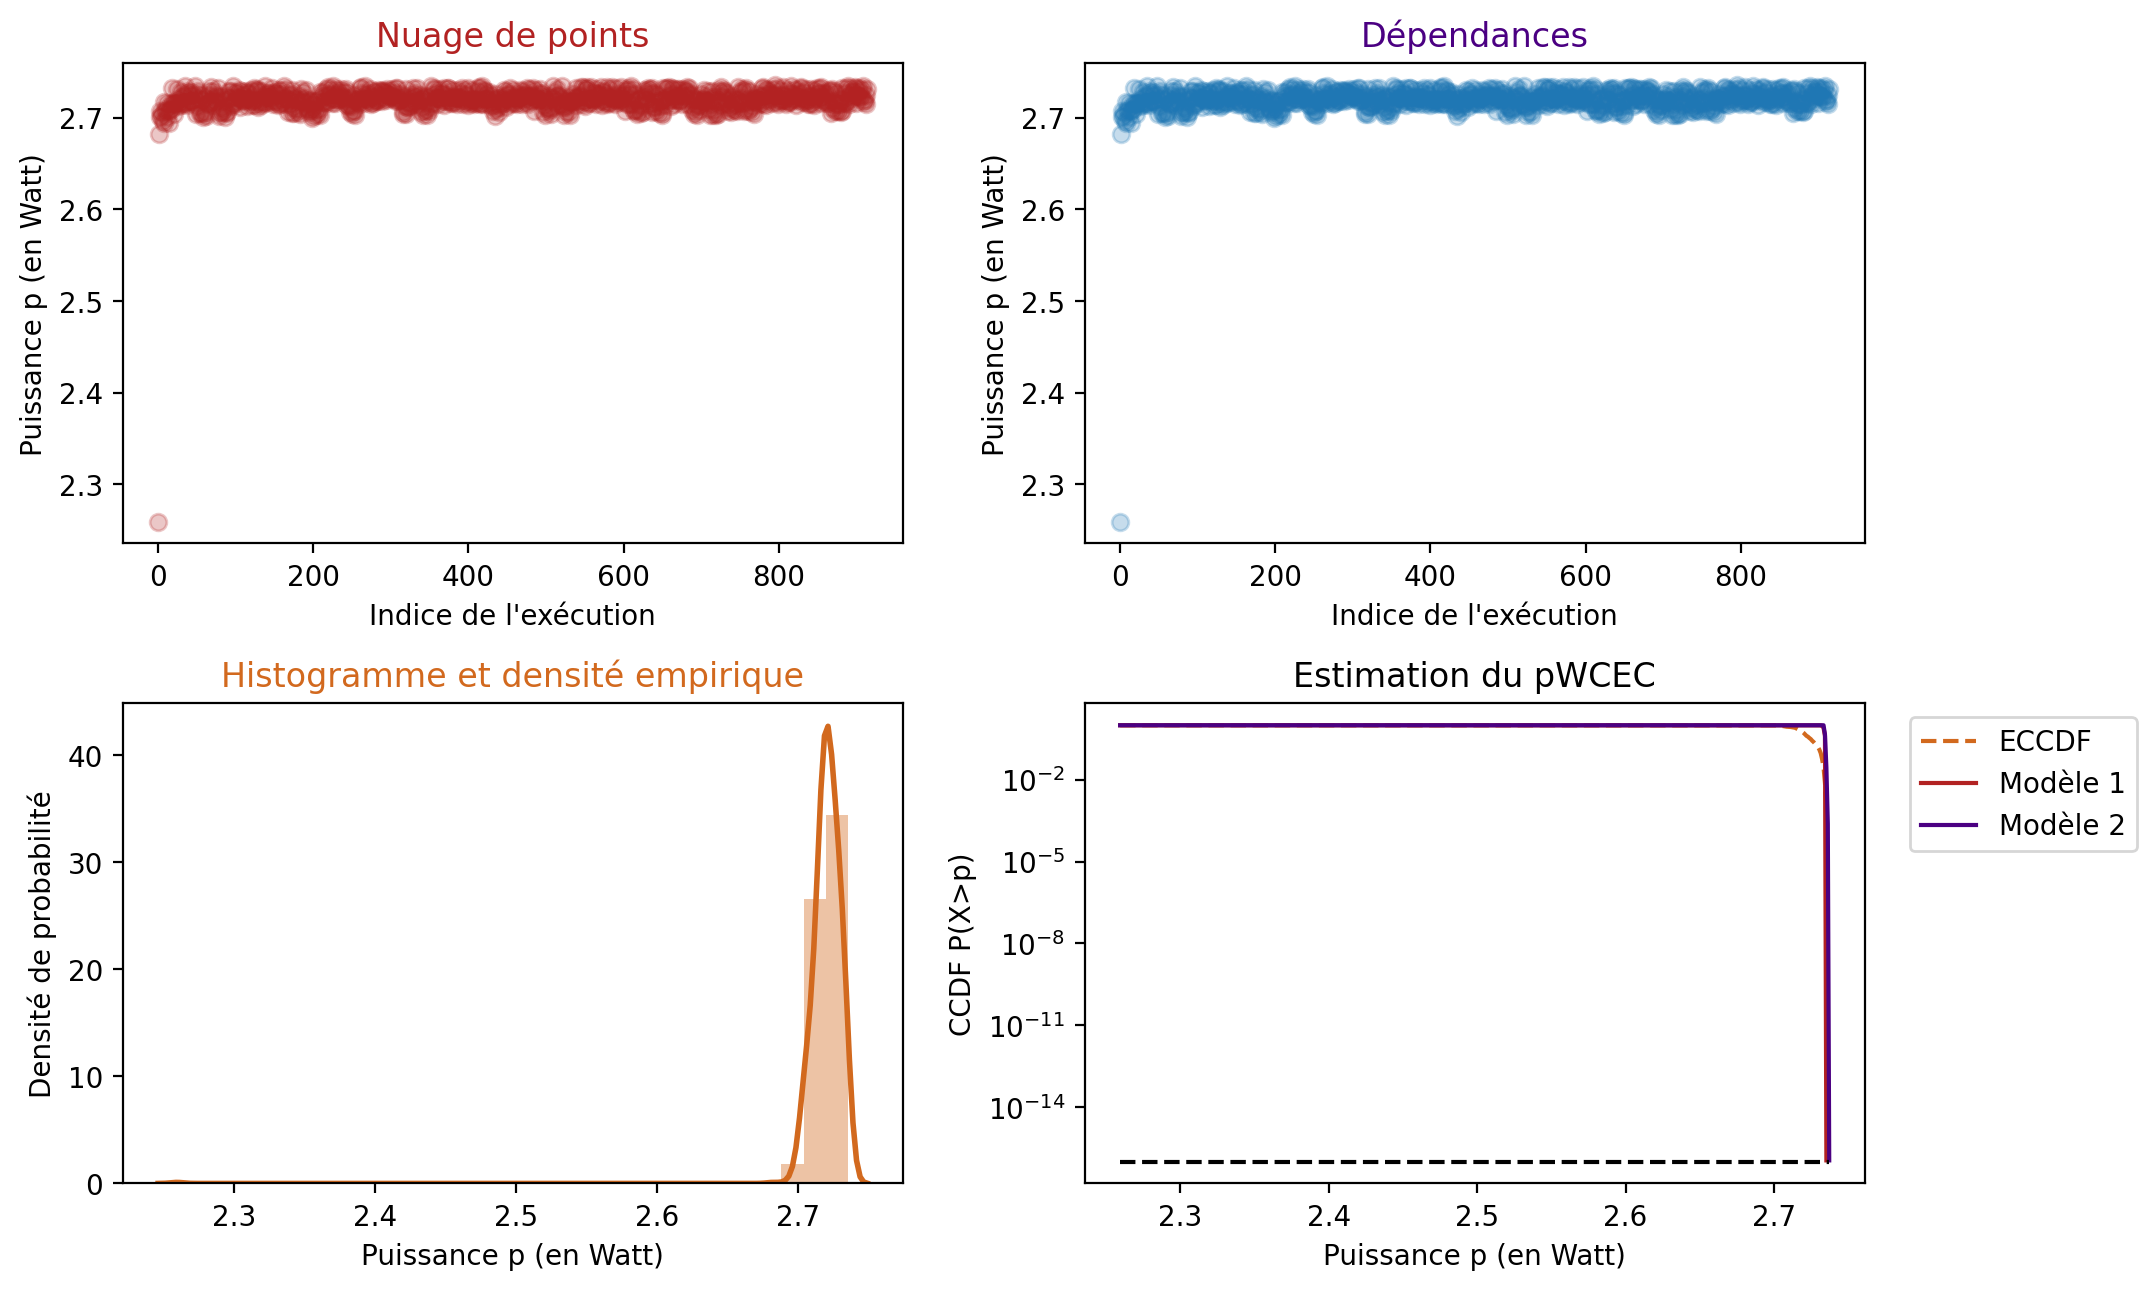 Nuage de points
Puissance p (en Watt)
2.7
2.6
2.5
2.4
2.3
0 200 400 600 800
Indice de l'exécution
Dépendances
Puissance p (en Watt)
2.7
2.6
2.5
2.4
2.3
0 200 400 600 800
Indice de l'exécution
Histogramme et densité empirique
Densité de probabilité
40
30
20
10
0
2.3 2.4 2.5 2.6 2.7
Puissance p (en Watt)
Estimation du pWCEC
CCDF P(X>p)
10⁻²
10⁻⁵
10⁻⁸
10⁻¹¹
10⁻¹⁴
2.3 2.4 2.5 2.6 2.7
Puissance p (en Watt)
ECCDF
Modèle 1
Modèle 2